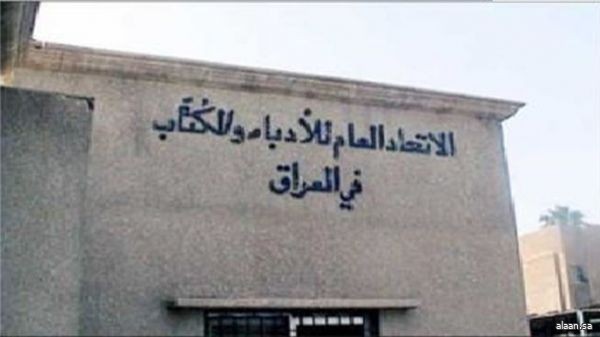 الاتحاد العام للأدباء والكُتّاب
في العراق
alaan.sa